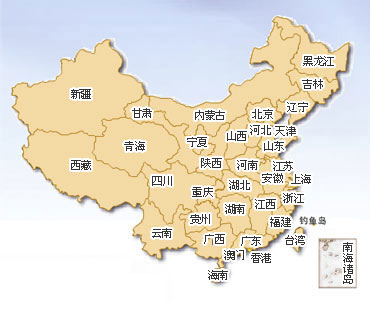 黑龙江
吉林
新疆
辽宁
甘肃
内蒙古
北京
河北
天津
山西
宁夏
青海
山东
西藏
陕西
河南
江苏
四川
安徽
上海
重庆
湖北
浙江
江西
湖南
贵州
福建
钓鱼岛
云南
广西
广东
台湾
澳门
香港
海南
南海诸岛